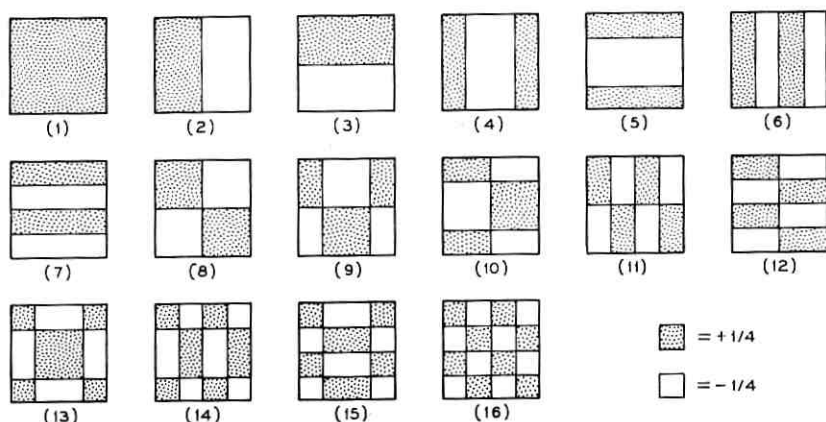 (1) (2) (3) (4) (5) (6)
(7) (8) (9) (10) (11) (12)
= + 1/4
= - 1/4
(13) (14) (15) (16)